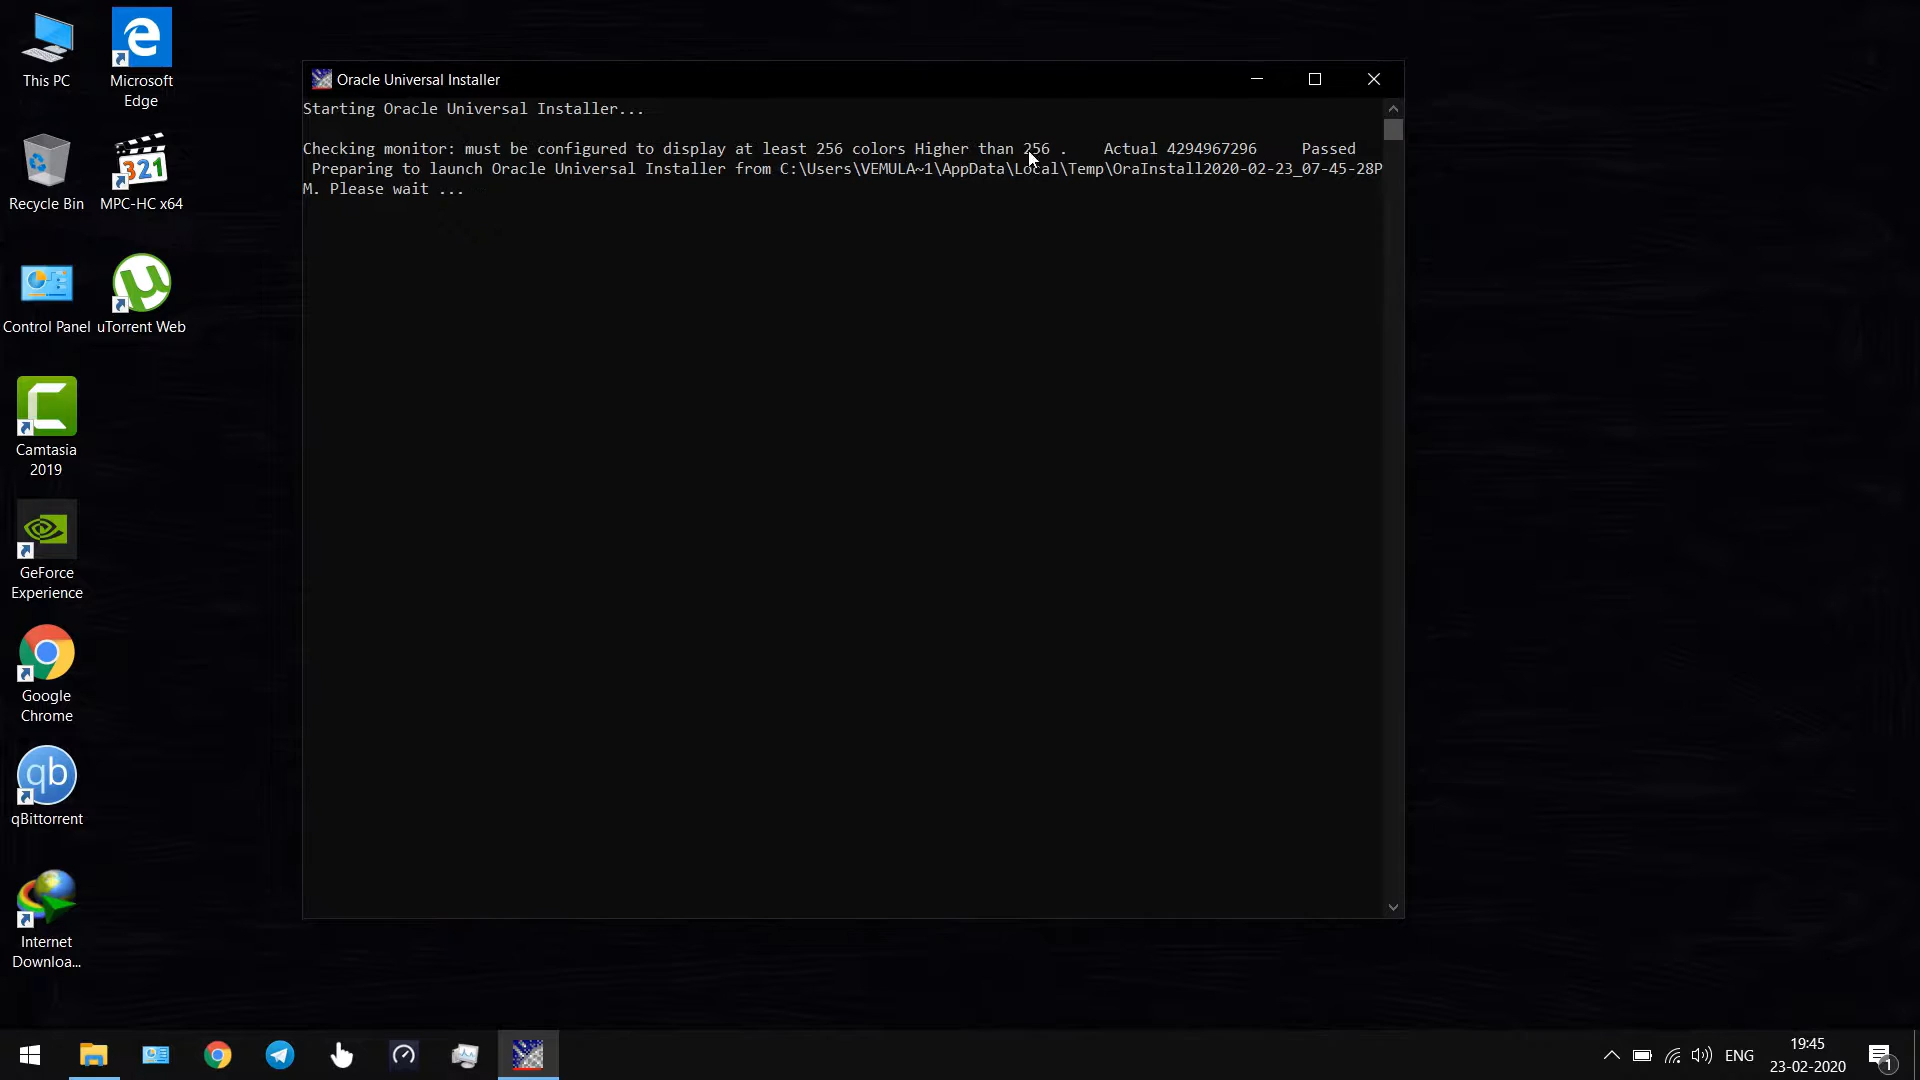 This PC
Microsoft
Edge
Recycle Bin
321
MPC-HC x64
Control Panel
µ
uTorrent Web
Camtasia
2019
GeForce
Experience
Google
Chrome
qb
qBittorrent
Internet
Downloa...
Oracle Universal Installer
Starting Oracle Universal Installer...
Checking monitor: must be configured to display at least 256 colors Higher than 256 .    Actual 4294967296     Passed
Preparing to launch Oracle Universal Installer from C:\Users\VEMULA~1\AppData\Local\Temp\OraInstall2020-02-23_07-45-28P
M. Please wait ...
ENG
19:45
23-02-2020
1